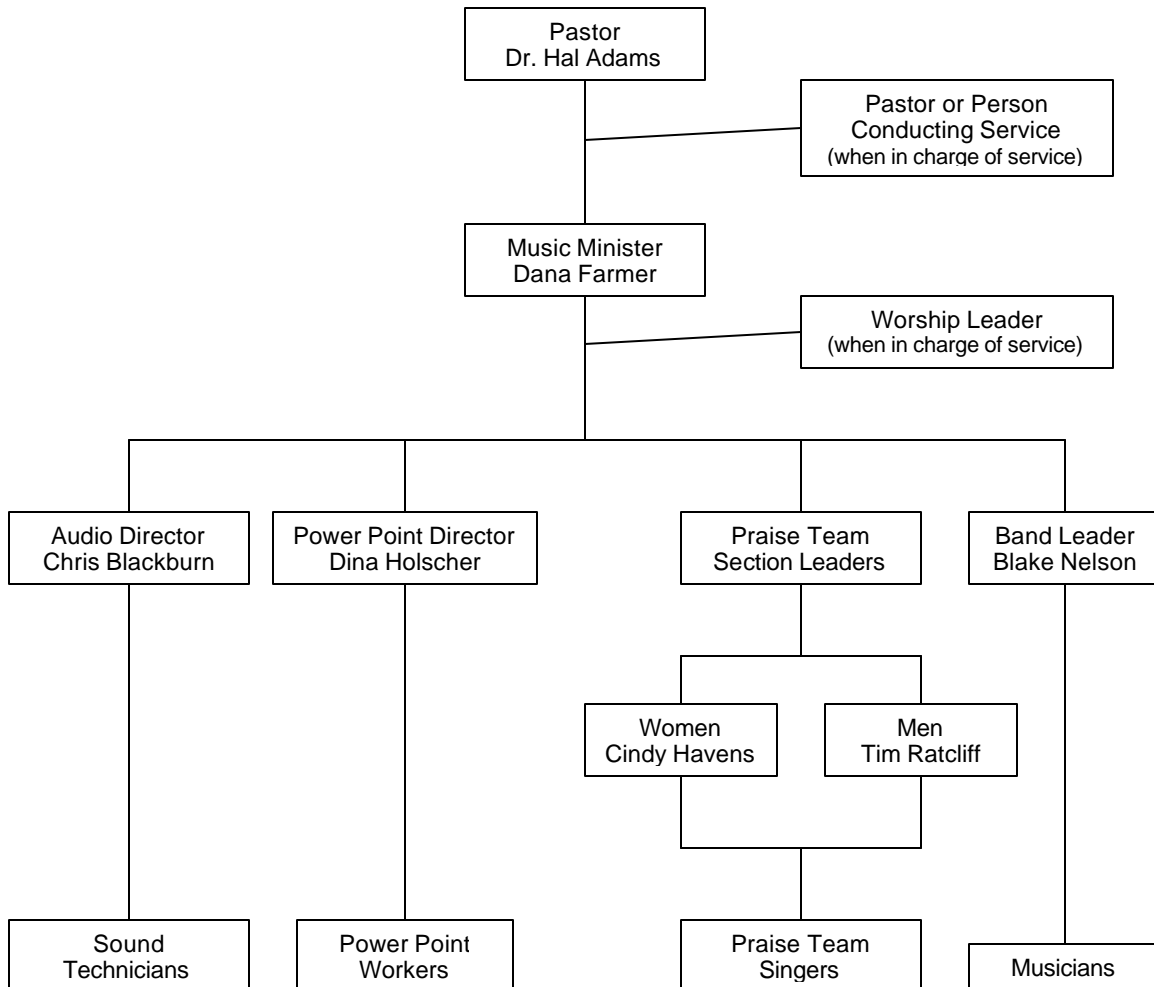 Pastor
Dr. Hal Adams
Pastor or Person
Conducting Service
(when in charge of service)
Music Minister
Dana Farmer
Worship Leader
(when in charge of service)
Audio Director
Chris Blackburn
Power Point Director
Dina Holscher
Praise Team
Section Leaders
Band Leader
Blake Nelson
Women
Cindy Havens
Men
Tim Ratcliff
Sound
Technicians
Power Point
Workers
Praise Team
Singers
Musicians